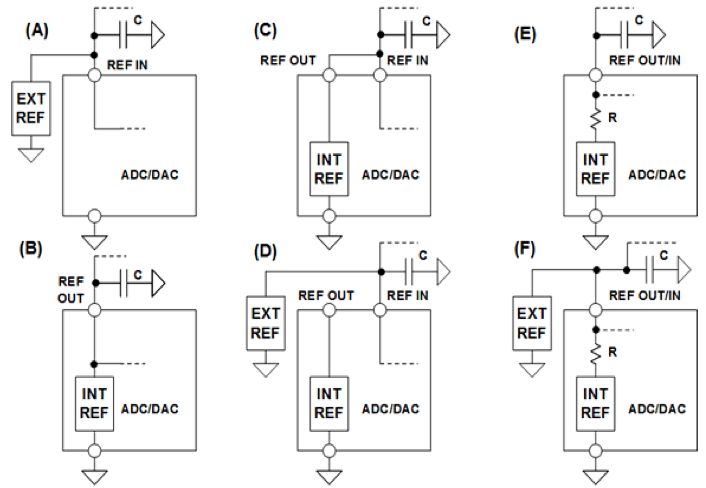 (A)
C
REF IN
EXT
REF
ADC/DAC
(B)
REF
OUT
C
INT
REF
ADC/DAC
(C)
C
REF OUT
REF IN
INT
REF
ADC/DAC
(D)
C
REF OUT
REF IN
EXT
REF
INT
REF
ADC/DAC
(E)
C
REF OUT/IN
R
INT
REF
ADC/DAC
(F)
C
REF OUT/IN
EXT
REF
R
INT
REF
ADC/DAC